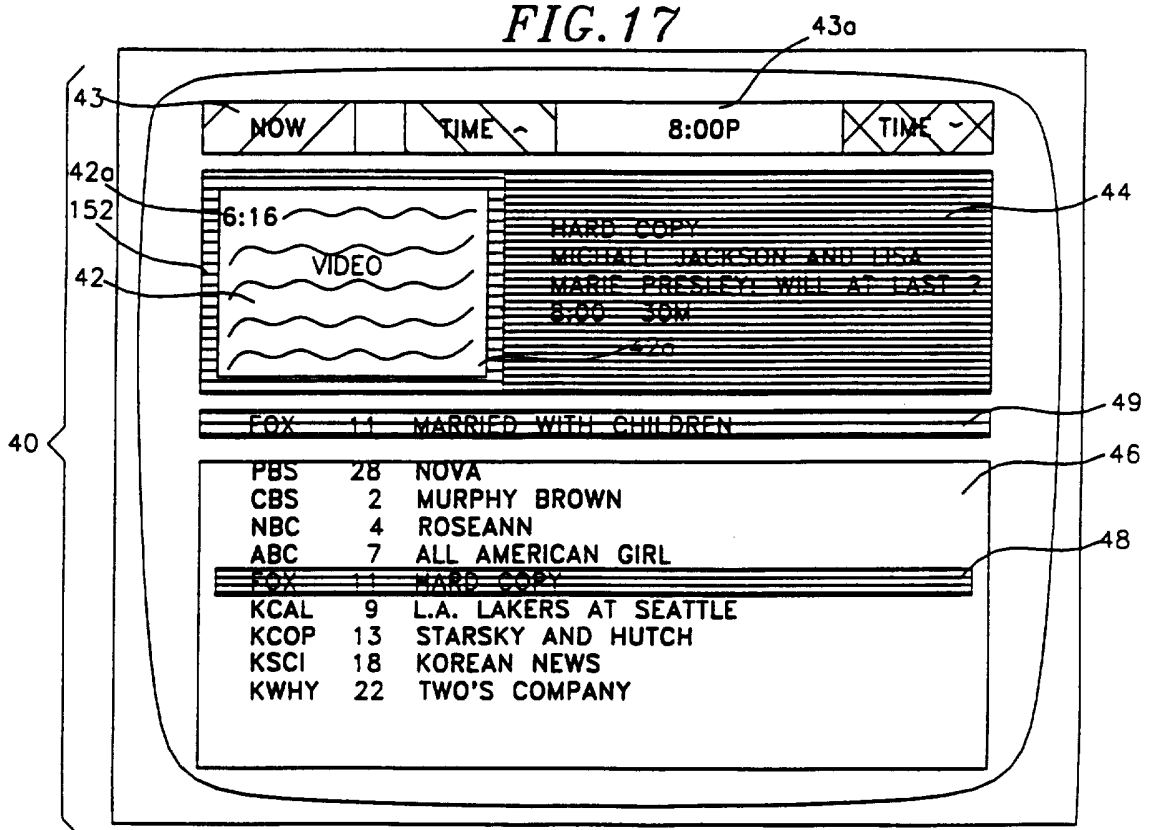 FIG. 17
43a
43
NOW TIME ~ 8:00P TIME ~
42a
152
42
6:16
VIDEO
44
HARD COPY
MICHAEL JACKSON AND LISA
MARIE PRESLEY: WILL AT LAST ?
8:00 30M
42a
49
FOX 11 MARRIED WITH CHILDREN
40
46
PBS 28 NOVA
CBS 2 MURPHY BROWN
NBC 4 ROSEANN
ABC 7 ALL AMERICAN GIRL
48
FOX 11 HARD COPY
KCAL 9 L.A. LAKERS AT SEATTLE
KCOP 13 STARSKY AND HUTCH
KSCI 18 KOREAN NEWS
KWHY 22 TWO'S COMPANY